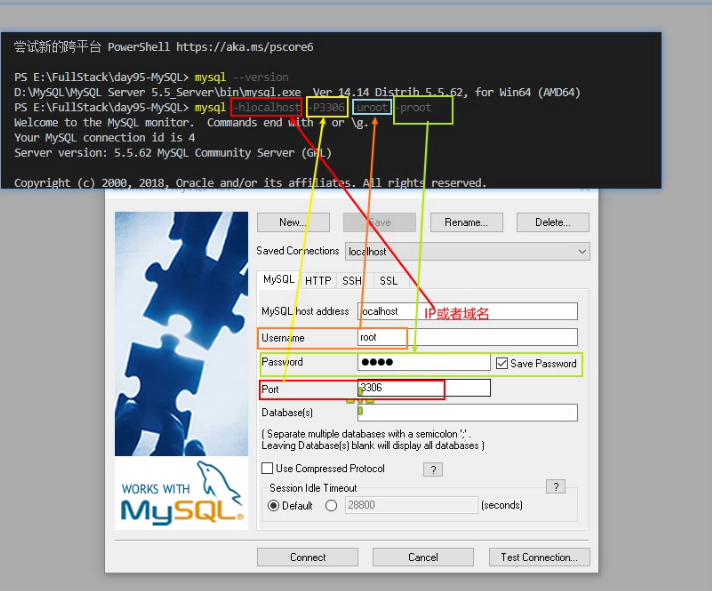 尝试新的跨平台 PowerShell https://aka.ms/pscore6
PS E:\FullStack\day95-MySQL> mysql --version
D:\MySQL\MySQL Server 5.5_Server\bin\mysql.exe  Ver 14.14 Distrib 5.5.62, for Win64 (AMD64)
PS E:\FullStack\day95-MySQL> mysql -hlocalhost -P3306 -uroot -proot
Welcome to the MySQL monitor.  Commands end with ; or \g.
Your MySQL connection id is 4
Server version: 5.5.62 MySQL Community Server (GPL)
Copyright (c) 2000, 2018, Oracle and/or its affiliates. All rights reserved.
New... Save Rename... Delete...
Saved Connections localhost
MySQL HTTP SSH SSL
MySQL host address localhost IP或者域名
Username root
Password ●●●● Save Password
Port 3306
Database(s)
( Separate multiple databases with a semicolon ';' .
Leaving Database(s) blank will display all databases )
Use Compressed Protocol ?
Session Idle Timeout ?
Default 28800 (seconds)
WORKS WITH
MySQL
Connect Cancel Test Connection...